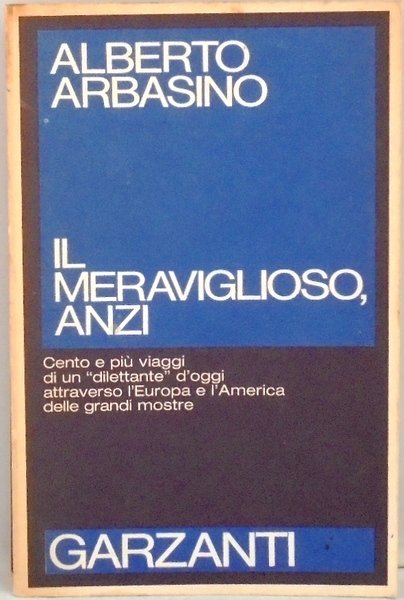 ALBERTO
ARBASINO
IL
MERAVIGLIOSO,
ANZI
Cento e più viaggi
di un "dilettante" d'oggi
attraverso l'Europa e l'America
delle grandi mostre
GARZANTI